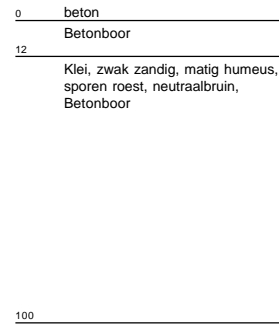 0 beton
Betonboor
12
Klei, zwak zandig, matig humeus,
sporen roest, neutraalbruin,
Betonboor
100